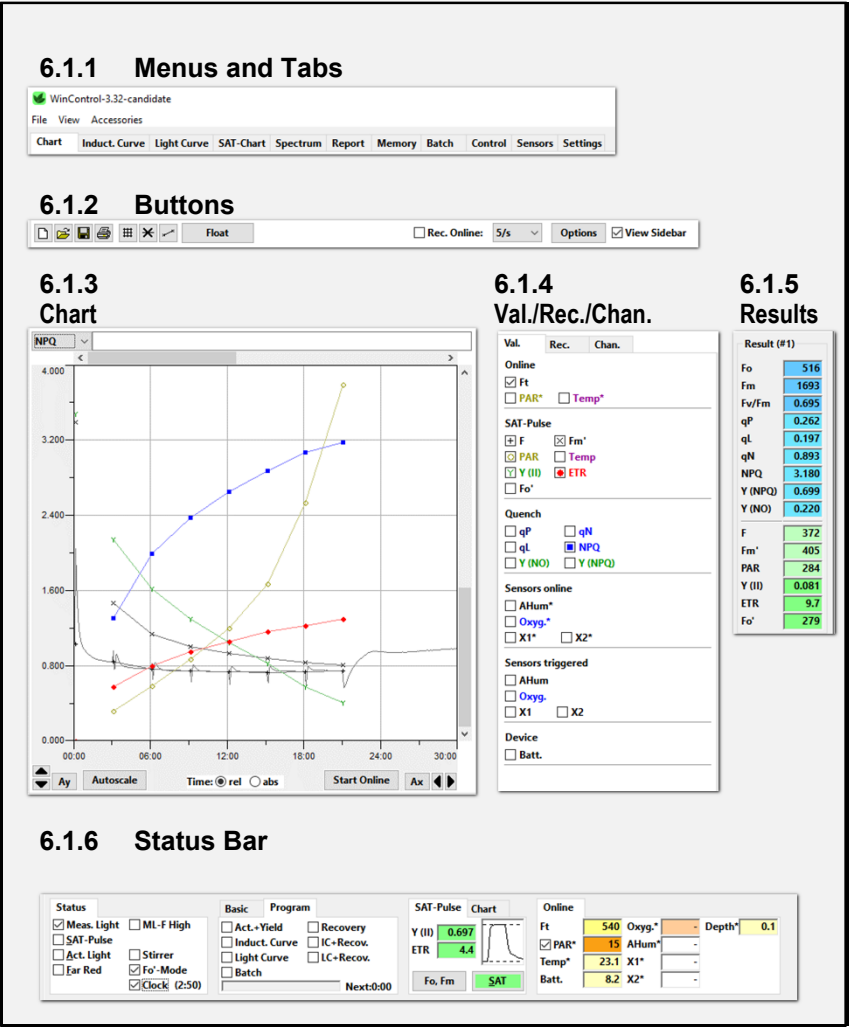 6.1.1 Menus and Tabs
WinControl-3.32-candidate
File View Accessories
Chart Induct. Curve Light Curve SAT-Chart Spectrum Report Memory Batch Control Sensors Settings
6.1.2 Buttons
Float Rec. Online: 5/s Options View Sidebar
6.1.3
Chart
NPQ
4.000
3.200
2.400
1.600
0.800
0.000
00:00 06:00 12:00 18:00 24:00 30:00
Ay Autoscale Time: rel abs Start Online Ax
6.1.4
Val./Rec./Chan.
Val. Rec. Chan.
Online
Ft
PAR* Temp*
SAT-Pulse
F Fm'
PAR Temp
Y (II) ETR
Fo'
Quench
qP qN
qL NPQ
Y (NO) Y (NPQ)
Sensors online
AHum*
Oxyg.*
X1* X2*
Sensors triggered
AHum
Oxyg.
X1 X2
Device
Batt.
6.1.5
Results
Result (#1)
Fo 516
Fm 1693
Fv/Fm 0.695
qP 0.262
qL 0.197
qN 0.893
NPQ 3.180
Y (NPQ) 0.699
Y (NO) 0.220
F 372
Fm' 405
PAR 284
Y (II) 0.081
ETR 9.7
Fo' 279
6.1.6 Status Bar
Status
Meas. Light ML-F High
SAT-Pulse
Act. Light Stirrer
Far Red Fo'-Mode
Clock (2:50)
Basic Program
Act.+Yield Recovery
Induct. Curve IC+Recov.
Light Curve LC+Recov.
Batch
Next:0:00
SAT-Pulse Chart
Y (II) 0.697
ETR 4.4
Fo, Fm SAT
Online
Ft 540 Oxyg.* - Depth* 0.1
PAR* 15 AHum* -
Temp* 23.1 X1* -
Batt. 8.2 X2* -